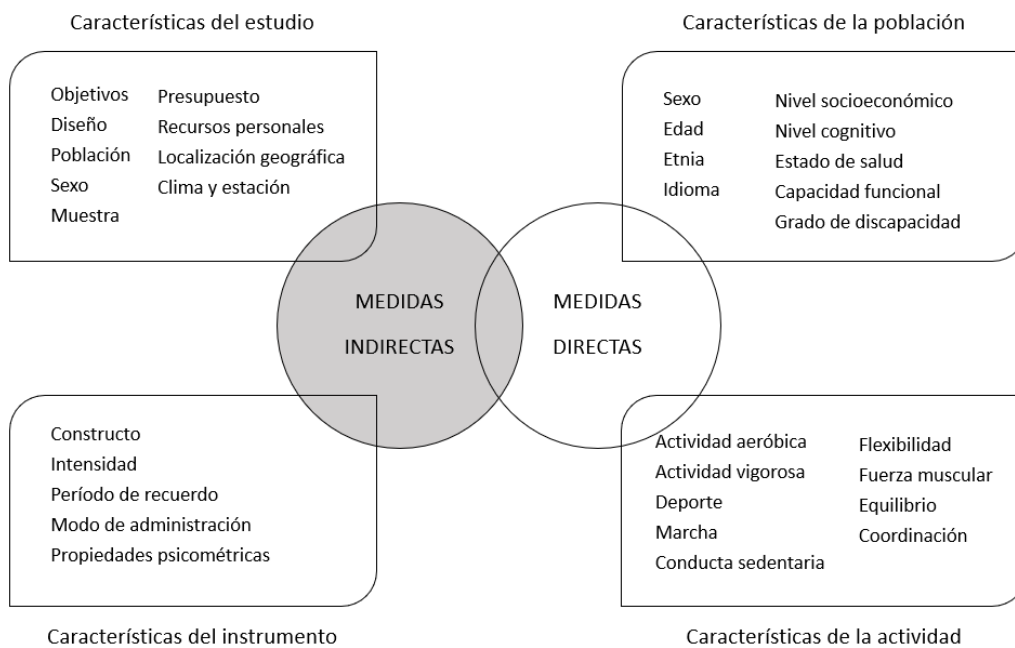 Características del estudio
Objetivos
Diseño
Población
Sexo
Muestra
Presupuesto
Recursos personales
Localización geográfica
Clima y estación
Características de la población
Sexo
Edad
Etnia
Idioma
Nivel socioeconómico
Nivel cognitivo
Estado de salud
Capacidad funcional
Grado de discapacidad
MEDIDAS
INDIRECTAS
MEDIDAS
DIRECTAS
Constructo
Intensidad
Período de recuerdo
Modo de administración
Propiedades psicométricas
Características del instrumento
Actividad aeróbica
Actividad vigorosa
Deporte
Marcha
Conducta sedentaria
Flexibilidad
Fuerza muscular
Equilibrio
Coordinación
Características de la actividad